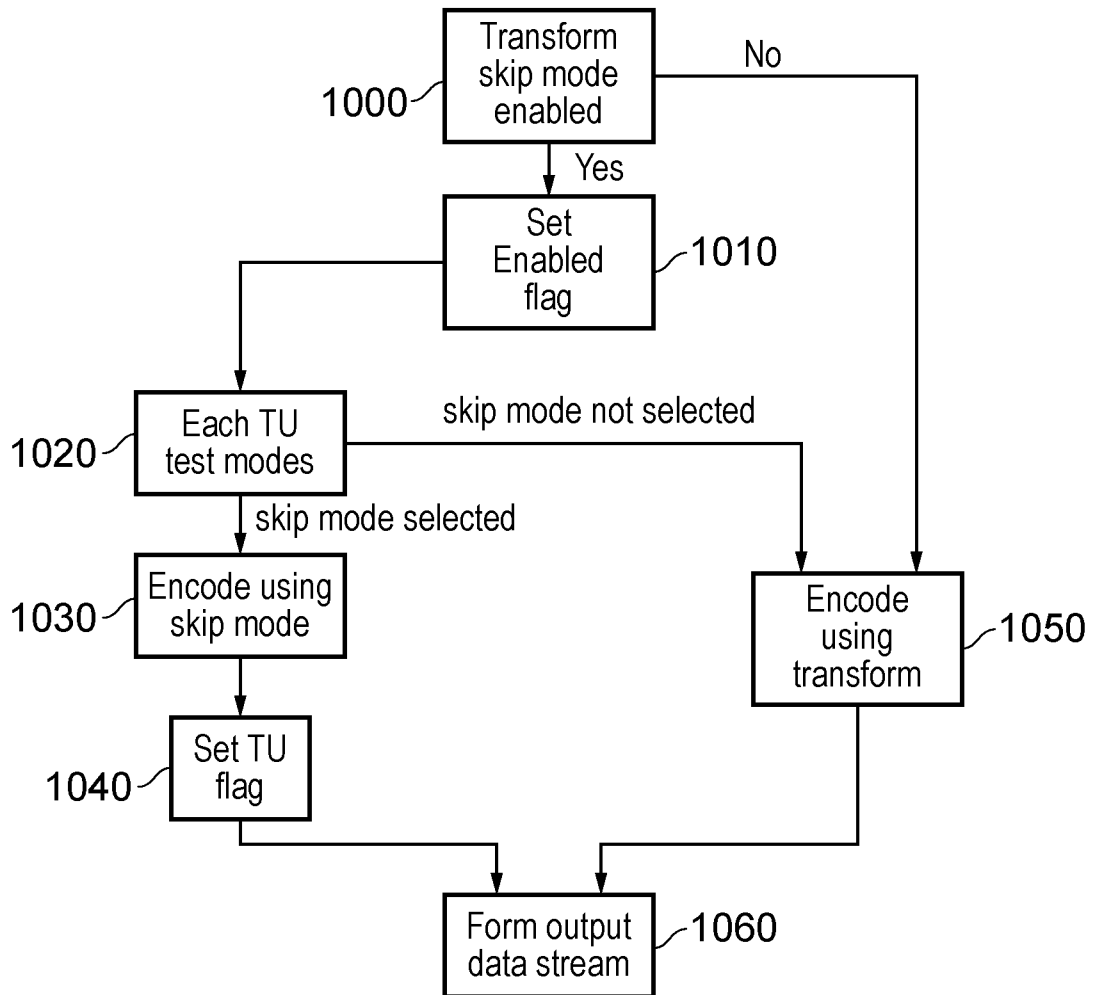 Transform
skip mode
enabled
1000
No
Yes
Set
Enabled
flag
1010
Each TU
test modes
1020
skip mode not selected
skip mode selected
Encode using
skip mode
1030
Encode
using
transform
1050
Set TU
flag
1040
Form output
data stream
1060